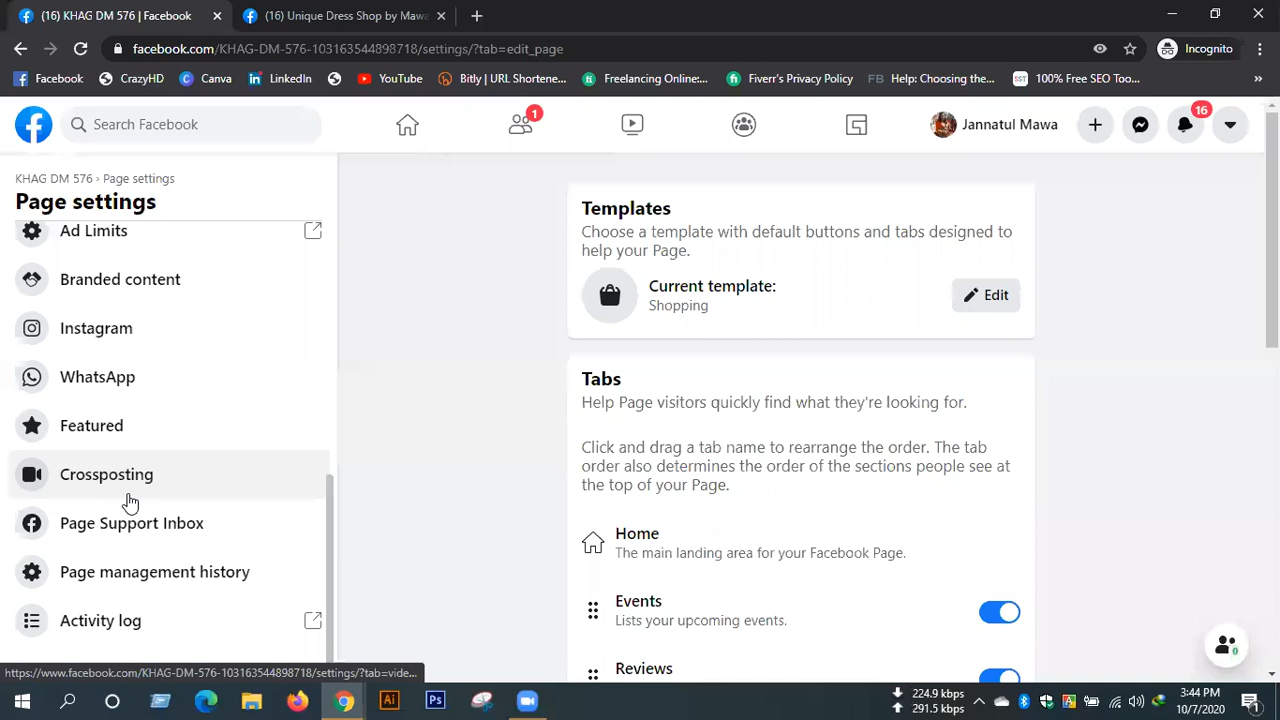 (16) KHAG DM 576 | Facebook
(16) Unique Dress Shop by Mawa
facebook.com/KHAG-DM-576-103163544898718/settings/?tab=edit_page
Incognito
Facebook
CrazyHD
Canva
LinkedIn
YouTube
Bitly | URL Shortene...
Freelancing Online:...
Fiverr's Privacy Policy
FB Help: Choosing the...
SST 100% Free SEO Too...
Search Facebook
1
Jannatul Mawa
16
KHAG DM 576 › Page settings
Page settings
Ad Limits
Branded content
Instagram
WhatsApp
Featured
Crossposting
Page Support Inbox
Page management history
Activity log
https://www.facebook.com/KHAG-DM-576-103163544898718/settings/?tab=vide...
Templates
Choose a template with default buttons and tabs designed to
help your Page.
Current template:
Shopping
Edit
Tabs
Help Page visitors quickly find what they're looking for.
Click and drag a tab name to rearrange the order. The tab
order also determines the order of the sections people see at
the top of your Page.
Home
The main landing area for your Facebook Page.
Events
Lists your upcoming events.
Reviews
0
Ai
Ps
224.9 kbps
291.5 kbps
3:44 PM
10/7/2020
1